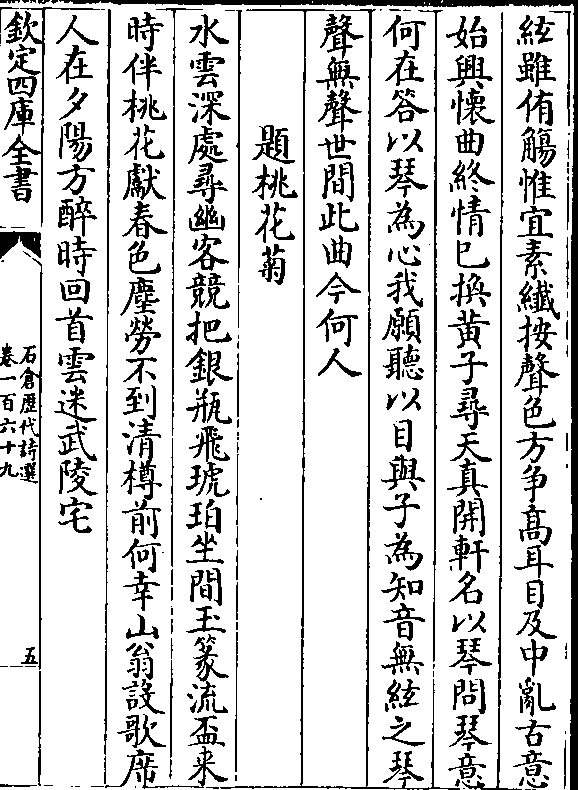 絃雖侑觴惟宜素纎按聲色方争髙耳目及中亂古意
始興懷曲終情已換黄子尋天真開軒名以琴問琴意
何在答以琴為心我願聽以目與子為知音無絃之琴
聲無聲世間此曲今何人
題桃花菊
水雲深處尋幽客競把銀瓶飛琥珀坐間玉篆流盃来
時伴桃花獻春色塵勞不到清樽前何幸山翁設歌席
人在夕陽方醉時回首雲迷武陵宅
欽定四庫全書
石倉歴代詩選
卷一百六十九
五